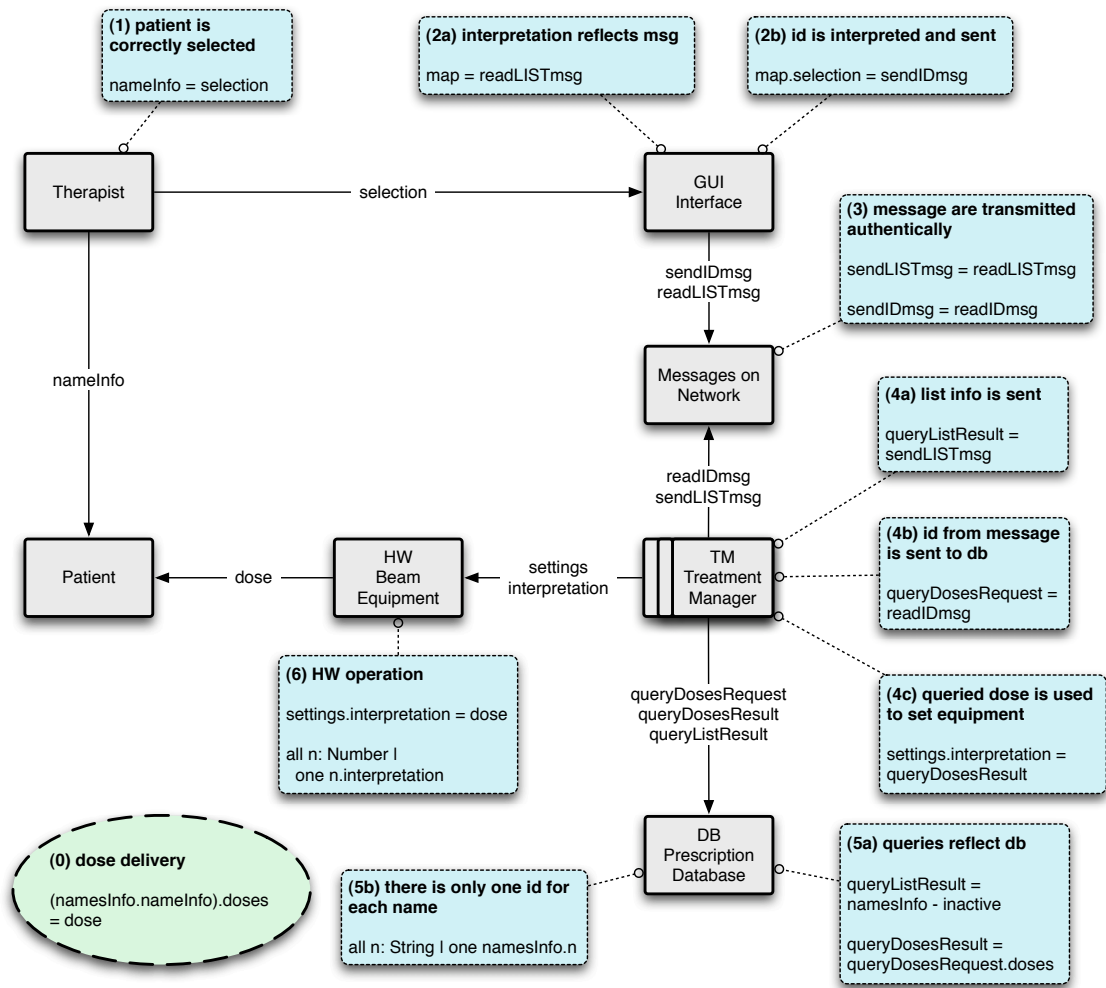 (1) patient is
correctly selected
nameInfo = selection
(2a) interpretation reflects msg
map = readLISTmsg
(2b) id is interpreted and sent
map.selection = sendIDmsg
Therapist
selection
GUI
Interface
(3) message are transmitted
authentically
sendLISTmsg = readLISTmsg
sendIDmsg = readIDmsg
sendIDmsg
readLISTmsg
nameInfo
Messages on
Network
(4a) list info is sent
queryListResult =
sendLISTmsg
readIDmsg
sendLISTmsg
(4b) id from message
is sent to db
queryDosesRequest =
readIDmsg
Patient
dose
HW
Beam
Equipment
settings
interpretation
TM
Treatment
Manager
(6) HW operation
settings.interpretation = dose
all n: Number |
one n.interpretation
queryDosesRequest
queryDosesResult
queryListResult
(4c) queried dose is used
to set equipment
settings.interpretation =
queryDosesResult
(0) dose delivery
(namesInfo.nameInfo).doses
= dose
(5b) there is only one id for
each name
all n: String | one namesInfo.n
DB
Prescription
Database
(5a) queries reflect db
queryListResult =
namesInfo - inactive
queryDosesResult =
queryDosesRequest.doses